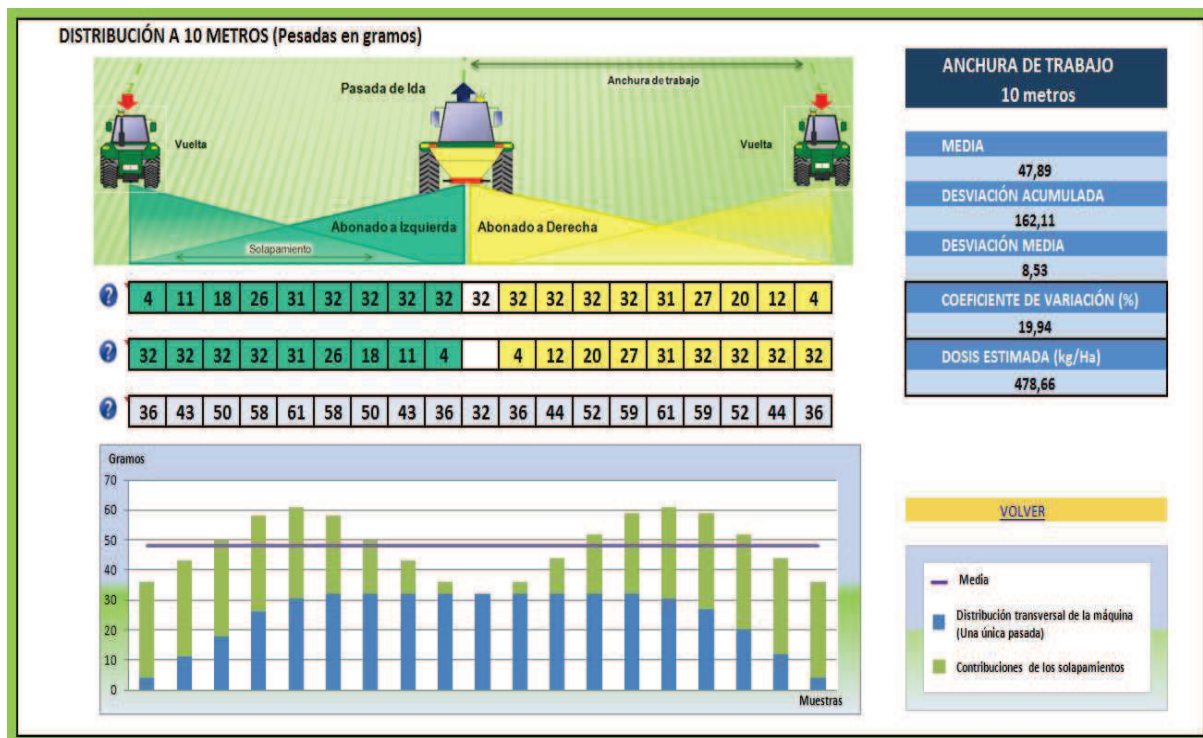 DISTRIBUCIÓN A 10 METROS (Pesadas en gramos)
Pasada de Ida
Anchura de trabajo
Vuelta
Vuelta
Abonado a Izquierda
Abonado a Derecha
Solapamiento
? 4 11 18 26 31 32 32 32 32 32 32 32 32 32 31 27 20 12 4
? 32 32 32 32 31 26 18 11 4 4 12 20 27 31 32 32 32 32
? 36 43 50 58 61 58 50 43 36 32 36 44 52 59 61 59 52 44 36
Gramos
70
60
50
40
30
20
10
0
Muestras
ANCHURA DE TRABAJO
10 metros
MEDIA
47,89
DESVIACIÓN ACUMULADA
162,11
DESVIACIÓN MEDIA
8,53
COEFICIENTE DE VARIACIÓN (%)
19,94
DOSIS ESTIMADA (kg/Ha)
478,66
VOLVER
Media
Distribución transversal de la máquina
(Una única pasada)
Contribuciones de los solapamientos